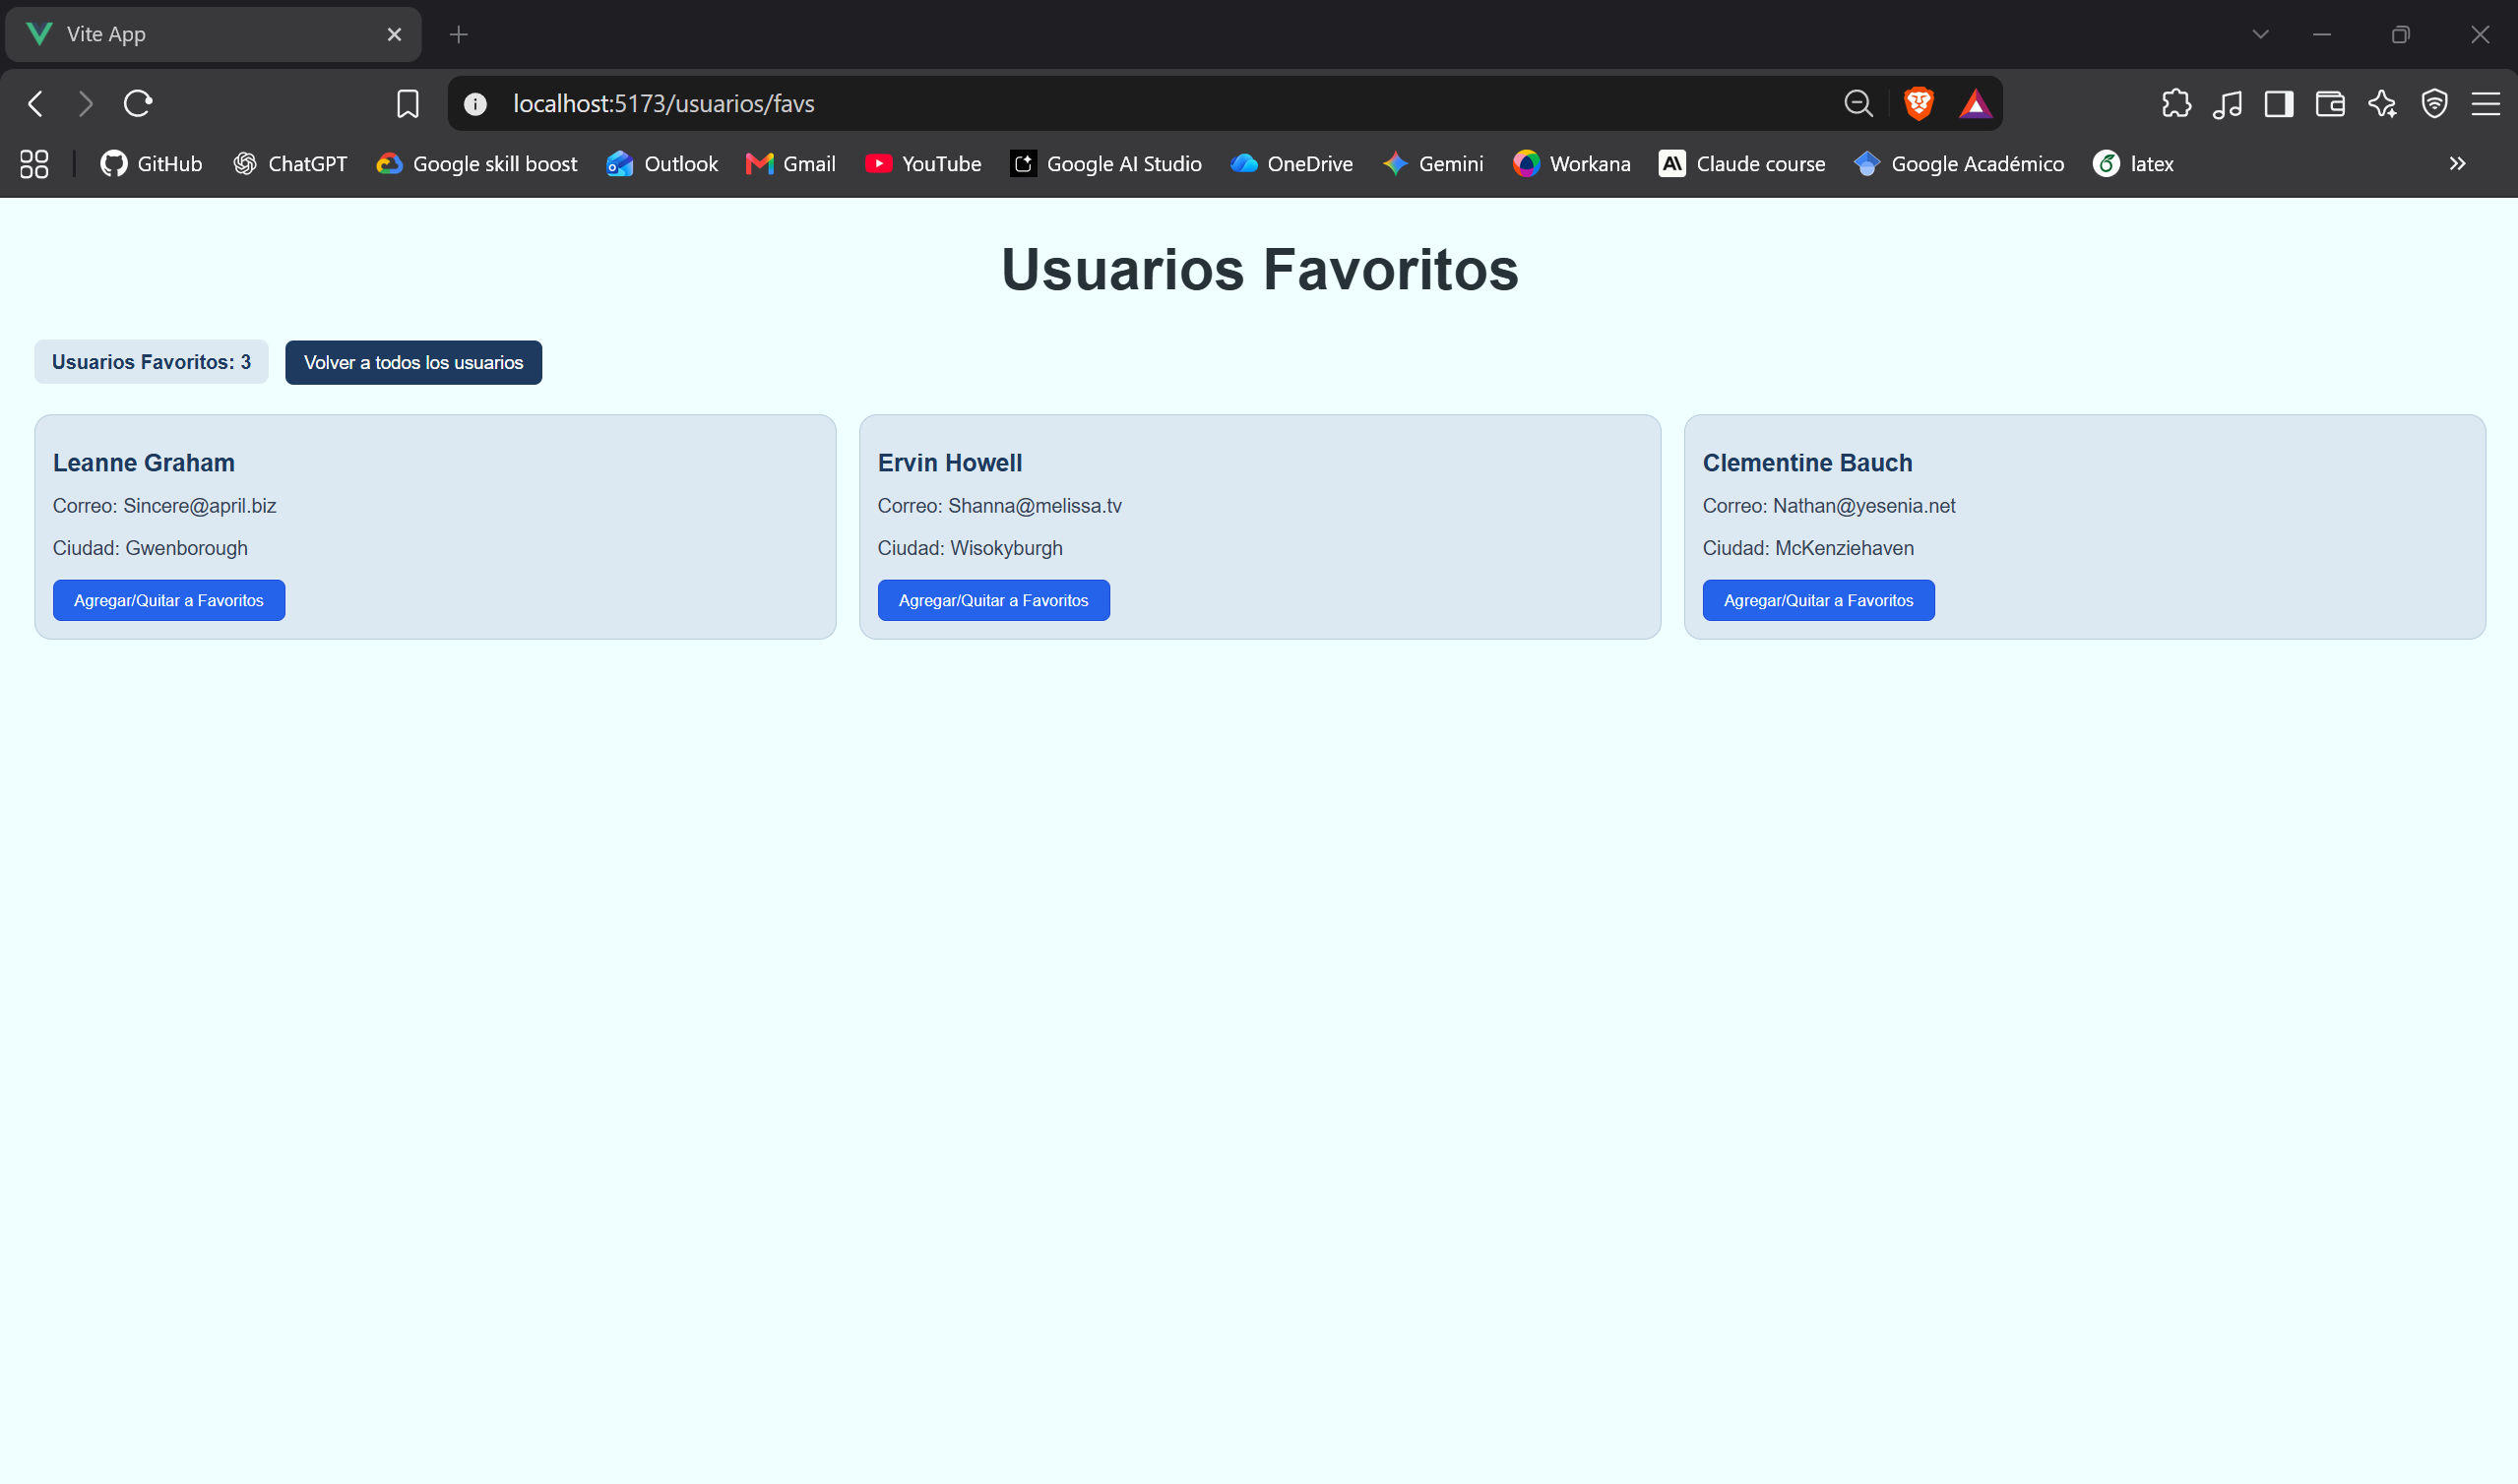 Vite App
localhost:5173/usuarios/favs
GitHub ChatGPT Google skill boost Outlook Gmail YouTube Google AI Studio OneDrive Gemini Workana Claude course Google Académico latex
Usuarios Favoritos
Usuarios Favoritos: 3 Volver a todos los usuarios
Leanne Graham
Correo: Sincere@april.biz
Ciudad: Gwenborough
Agregar/Quitar a Favoritos
Ervin Howell
Correo: Shanna@melissa.tv
Ciudad: Wisokyburgh
Agregar/Quitar a Favoritos
Clementine Bauch
Correo: Nathan@yesenia.net
Ciudad: McKenziehaven
Agregar/Quitar a Favoritos